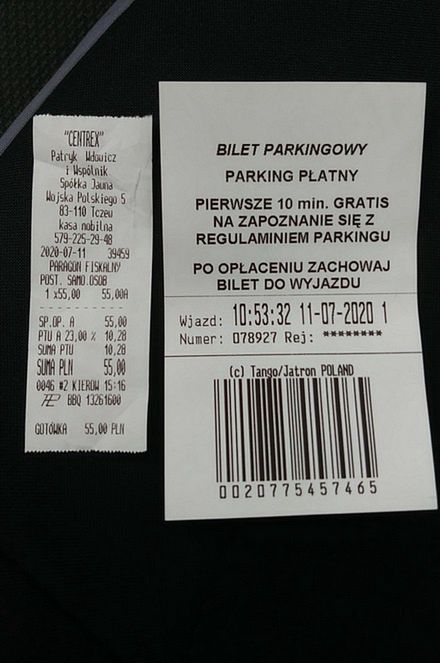 "CENTREX"
Patryk Wdowicz
i Wspólnik
Spółka Jawna
Wojska Polskiego 5
83-110 Tczew
kasa mobilna
579-225-29-48
2020-07-11 39459
PARAGON FISKALNY
POST. SAMO.OSOB
1 x55,00 55,00A
SP.OP. A 55,00
PTU A 23,00 % 10,28
SUMA PTU 10,28
SUMA PLN 55,00
0046 #2 KIEROW 15:16
BBQ 13261600
GOTÓWKA 55,00 PLN
BILET PARKINGOWY
PARKING PŁATNY
PIERWSZE 10 min. GRATIS
NA ZAPOZNANIE SIĘ Z
REGULAMINEM PARKINGU
PO OPŁACENIU ZACHOWAJ
BILET DO WYJAZDU
Wjazd: 10:53:32 11-07-2020 1
Numer: 078927 Rej: ********
(c) Tango/Jatron POLAND
0020775457465